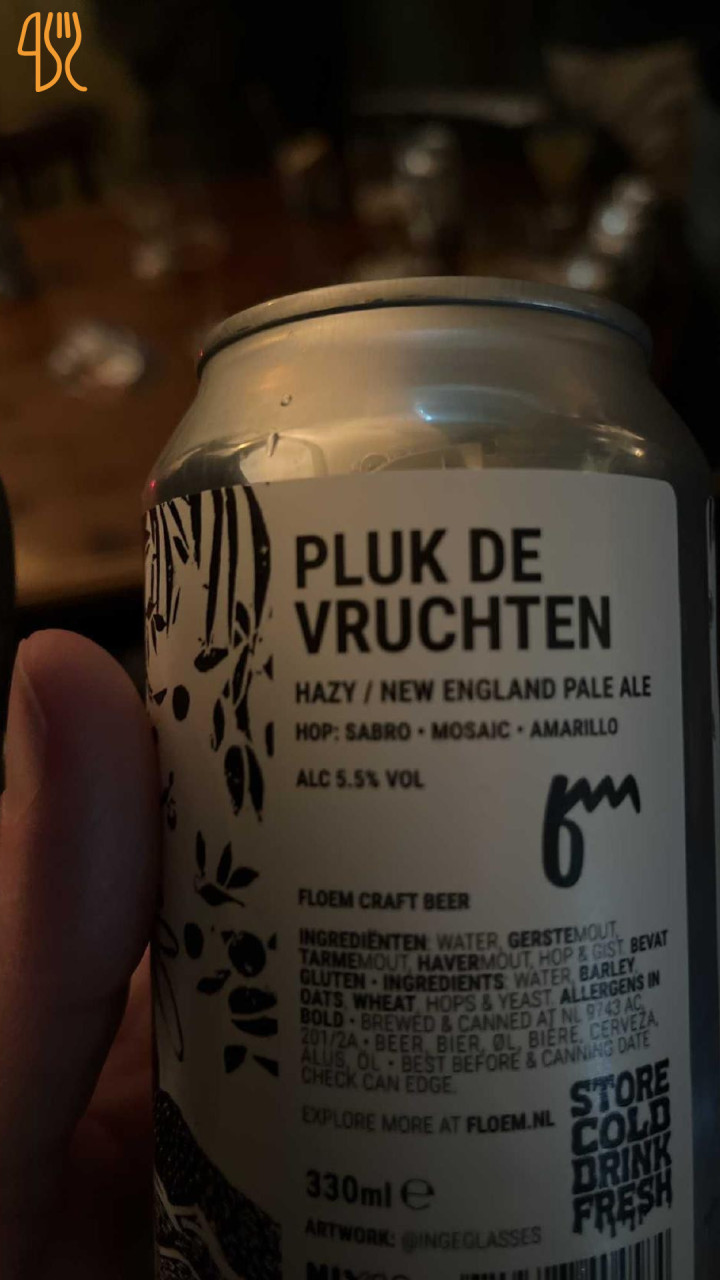 PLUK DE
VRUCHTEN
HAZY / NEW ENGLAND PALE ALE
HOP: SABRO • MOSAIC • AMARILLO
ALC 5.5% VOL
FLOEM CRAFT BEER
INGREDIËNTEN: WATER, GERSTEMOUT,
TARWEMOUT, HAVERMOUT, HOP & GIST. BEVAT
GLUTEN • INGREDIENTS: WATER, BARLEY,
OATS, WHEAT, HOPS & YEAST. ALLERGENS IN
BOLD • BREWED & CANNED AT NL 9743 AC,
201/2A • BEER, BIER, ØL, BIÈRE, CERVEZA,
ALUS, ÖL • BEST BEFORE & CANNING DATE
CHECK CAN EDGE.
EXPLORE MORE AT FLOEM.NL
STORE
COLD
DRINK
FRESH
330ml ℮
ARTWORK: @INGEGLASSES